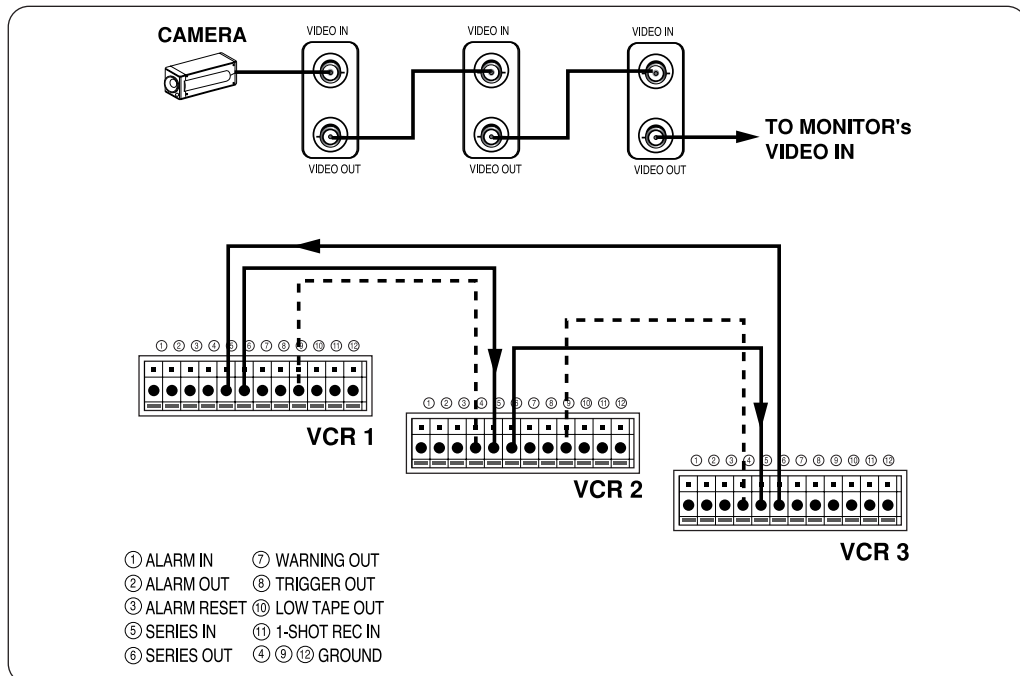 CAMERA
VIDEO IN VIDEO IN VIDEO IN
VIDEO OUT VIDEO OUT VIDEO OUT
TO MONITOR's
VIDEO IN
① ② ③ ④ ⑤ ⑥ ⑦ ⑧ ⑨ ⑩ ⑪ ⑫
VCR 1
① ② ③ ④ ⑤ ⑥ ⑦ ⑧ ⑨ ⑩ ⑪ ⑫
VCR 2
① ② ③ ④ ⑤ ⑥ ⑦ ⑧ ⑨ ⑩ ⑪ ⑫
VCR 3
① ALARM IN
② ALARM OUT
③ ALARM RESET
⑤ SERIES IN
⑥ SERIES OUT
⑦ WARNING OUT
⑧ TRIGGER OUT
⑩ LOW TAPE OUT
⑪ 1-SHOT REC IN
④ ⑨ ⑫ GROUND